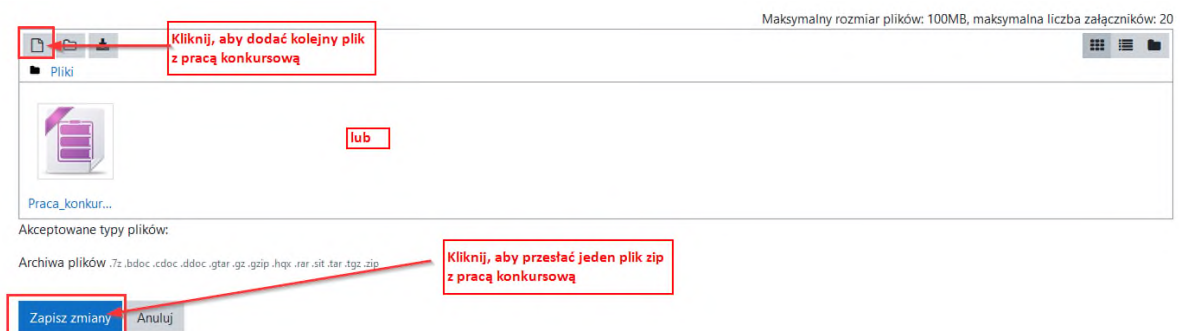 Maksymalny rozmiar plików: 100MB, maksymalna liczba załączników: 20
Kliknij, aby dodać kolejny plik
z pracą konkursową
Pliki
lub
Praca_konkur...
Akceptowane typy plików:
Archiwa plików .7z .bdoc .cdoc .ddoc .gtar .gz .gzip .hqx .rar .sit .tar .tgz .zip
Kliknij, aby przesłać jeden plik zip
z pracą konkursową
Zapisz zmiany Anuluj